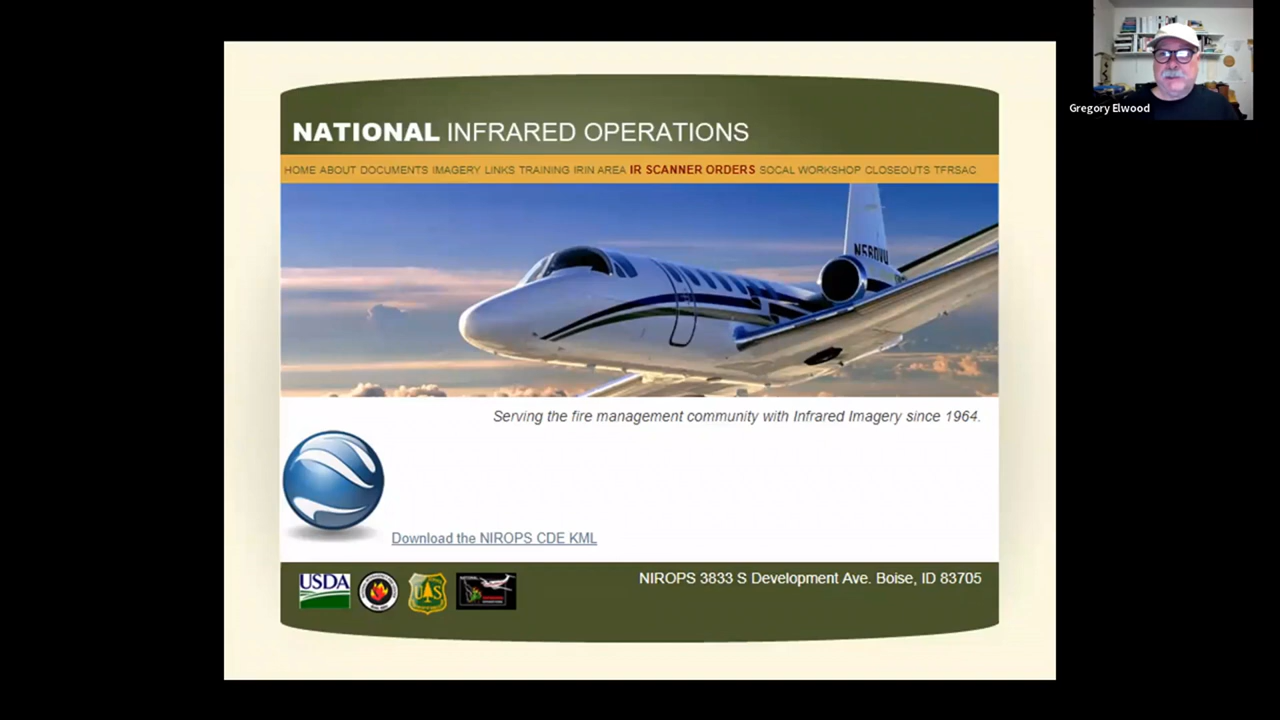 NATIONAL INFRARED OPERATIONS
HOME ABOUT DOCUMENTS IMAGERY LINKS TRAINING IRIN AREA IR SCANNER ORDERS SOCAL WORKSHOP CLOSEOUTS TFRSAC
Serving the fire management community with Infrared Imagery since 1964.
Download the NIROPS CDE KML
USDA
US
NIROPS 3833 S Development Ave. Boise, ID 83705
Gregory Elwood